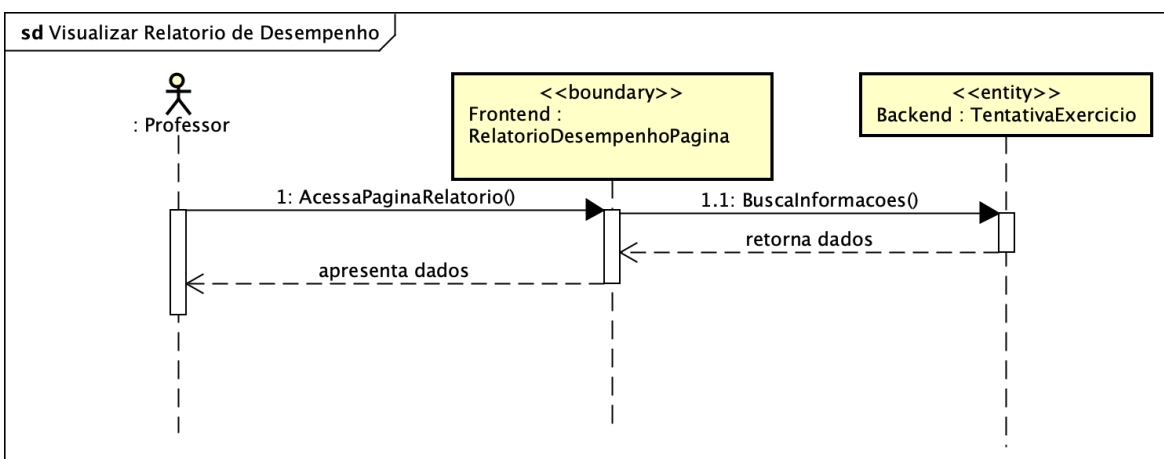 sd Visualizar Relatorio de Desempenho
: Professor
<<boundary>>
Frontend :
RelatorioDesempenhoPagina
<<entity>>
Backend : TentativaExercicio
1: AcessaPaginaRelatorio()
1.1: BuscaInformacoes()
retorna dados
apresenta dados